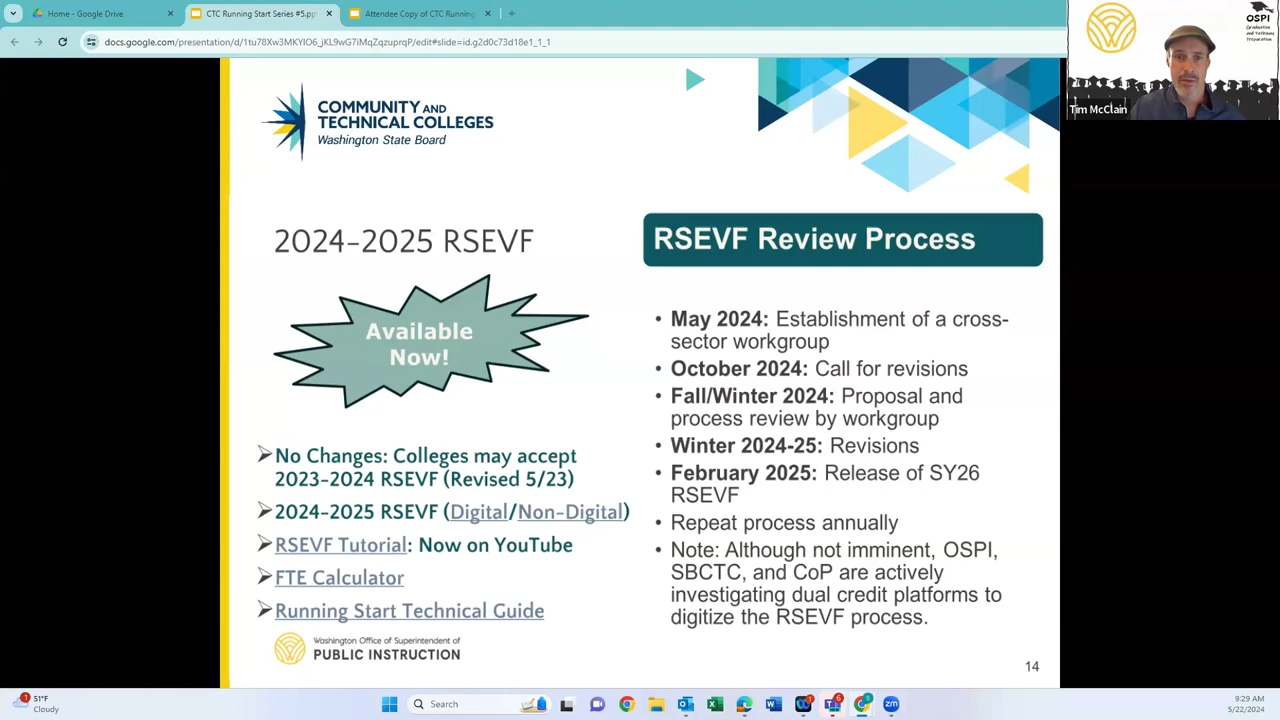 Home - Google Drive
CTC Running Start Series #5.pp
Attendee Copy of CTC Running
docs.google.com/presentation/d/1tu78Xw3MKYIO6_jKL9wG7iMqZqzuprqP/edit#slide=id.g2d0c73d18e1_1_1
OSPI
Graduation
and Pathway
Preparation
Tim McClain
COMMUNITY AND
TECHNICAL COLLEGES
Washington State Board
2024-2025 RSEVF
Available
Now!
No Changes: Colleges may accept
2023-2024 RSEVF (Revised 5/23)
2024-2025 RSEVF (Digital/Non-Digital)
RSEVF Tutorial: Now on YouTube
FTE Calculator
Running Start Technical Guide
Washington Office of Superintendent of
PUBLIC INSTRUCTION
RSEVF Review Process
• May 2024: Establishment of a cross-
sector workgroup
• October 2024: Call for revisions
• Fall/Winter 2024: Proposal and
process review by workgroup
• Winter 2024-25: Revisions
• February 2025: Release of SY26
RSEVF
• Repeat process annually
• Note: Although not imminent, OSPI,
SBCTC, and CoP are actively
investigating dual credit platforms to
digitize the RSEVF process.
14
1
51°F
Cloudy
Search
1
6
9:29 AM
5/22/2024